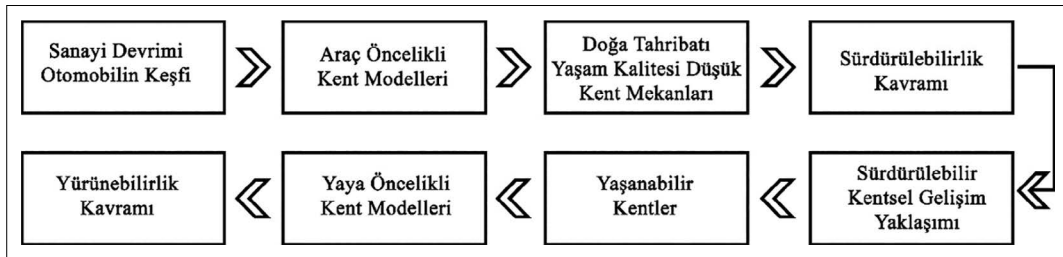 Sanayi Devrimi
Otomobilin Keşfi
Araç Öncelikli
Kent Modelleri
Doğa Tahribatı
Yaşam Kalitesi Düşük
Kent Mekanları
Sürdürülebilirlik
Kavramı
Sürdürülebilir
Kentsel Gelişim
Yaklaşımı
Yaşanabilir
Kentler
Yaya Öncelikli
Kent Modelleri
Yürünebilirlik
Kavramı